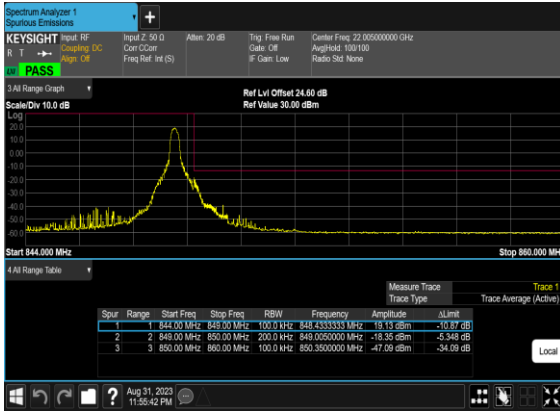 Spectrum Analyzer 1
Spurious Emissions
+
KEYSIGHT Input: RF Input Z: 50 Ω Atten: 20 dB Trig: Free Run Center Freq: 22.005000000 GHz
R T Coupling: DC Corr CCorr Gate: Off Avg|Hold: 100/100
Align: Off Freq Ref: Int (S) IF Gain: Low Radio Std: None
PASS
3 All Range Graph
Ref Lvl Offset 24.60 dB
Scale/Div 10.0 dB Ref Value 30.00 dBm
Log
20.0
10.0
0.00
-10.0
-20.0
-30.0
-40.0
-50.0
-60.0
Start 844.000 MHz Stop 860.000 MH
4 All Range Table
Measure Trace Trace 1
Trace Type Trace Average (Active)
Spur Range Start Freq Stop Freq RBW Frequency Amplitude ΔLimit
1 1 844.00 MHz 849.00 MHz 100.0 kHz 848.4333333 MHz 19.13 dBm -10.87 dB
2 2 849.00 MHz 850.00 MHz 200.0 kHz 849.0050000 MHz -18.35 dBm -5.348 dB
3 3 850.00 MHz 860.00 MHz 100.0 kHz 850.3500000 MHz -47.09 dBm -34.09 dB
Local
? Aug 31, 2023
11:55:42 PM